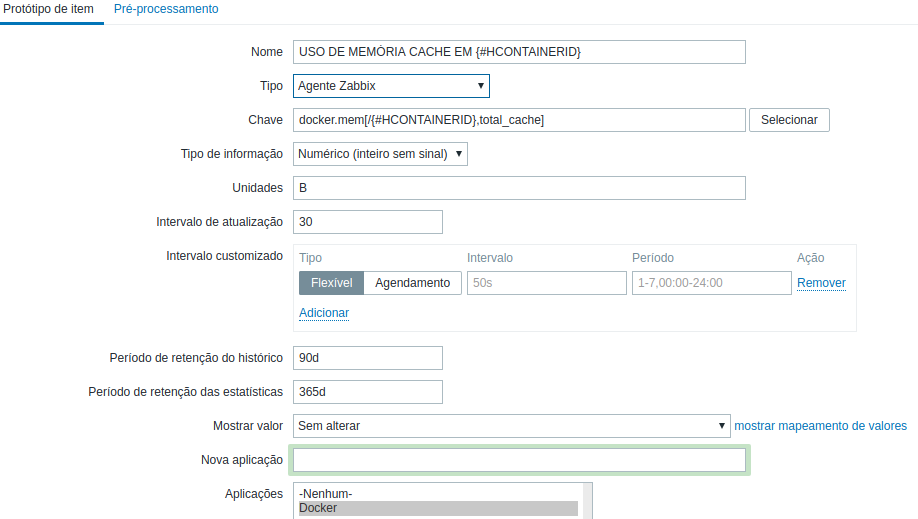 Protótipo de item Pré-processamento
Nome USO DE MEMÓRIA CACHE EM {#HCONTAINERID}
Tipo Agente Zabbix
Chave docker.mem[/{#HCONTAINERID},total_cache] Selecionar
Tipo de informação Numérico (inteiro sem sinal)
Unidades B
Intervalo de atualização 30
Intervalo customizado Tipo Intervalo Período Ação
Flexível Agendamento 50s 1-7,00:00-24:00 Remover
Adicionar
Período de retenção do histórico 90d
Período de retenção das estatísticas 365d
Mostrar valor Sem alterar mostrar mapeamento de valores
Nova aplicação
Aplicações -Nenhum-
Docker